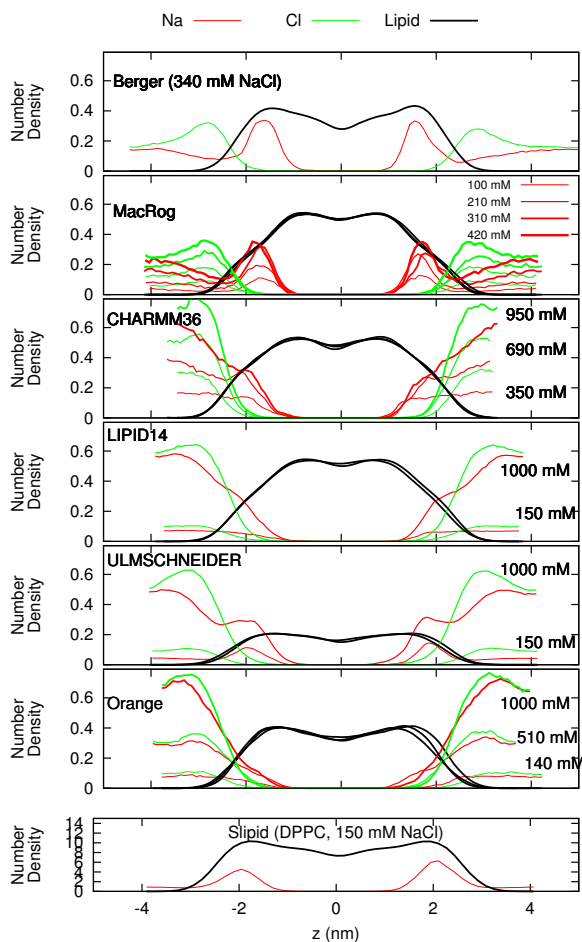 Na Cl Lipid
Number
Density
0.6
0.4
0.2
0
Berger (340 mM NaCl)
Number
Density
0.6
0.4
0.2
0
MacRog
100 mM
210 mM
310 mM
420 mM
Number
Density
0.6
0.4
0.2
0
CHARMM36
950 mM
690 mM
350 mM
Number
Density
0.6
0.4
0.2
0
LIPID14
1000 mM
150 mM
Number
Density
0.6
0.4
0.2
0
ULMSCHNEIDER
1000 mM
150 mM
Number
Density
0.6
0.4
0.2
0
Orange
1000 mM
510 mM
140 mM
Number
Density
14
12
10
8
6
4
2
0
Slipid (DPPC, 150 mM NaCl)
-4 -2 0 2 4
z (nm)